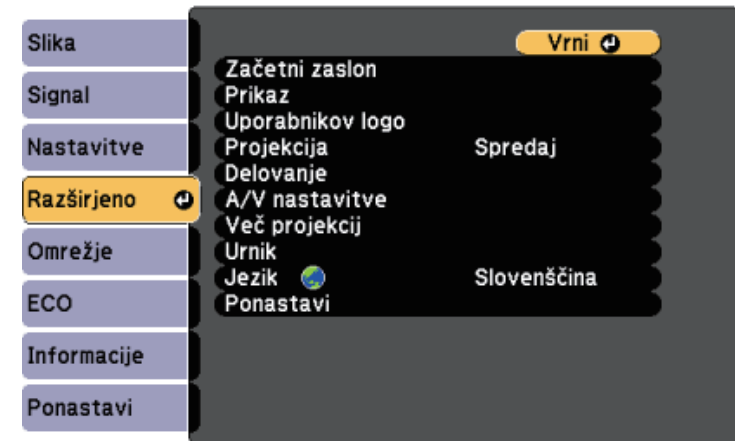 Slika
Signal
Nastavitve
Razširjeno
Omrežje
ECO
Informacije
Ponastavi
Vrni
Začetni zaslon
Prikaz
Uporabnikov logo
Projekcija Spredaj
Delovanje
A/V nastavitve
Več projekcij
Urnik
Jezik Slovenščina
Ponastavi